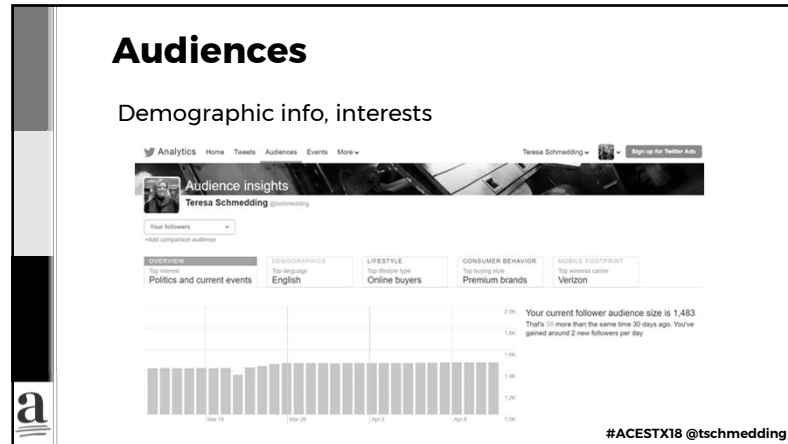 Audiences
Demographic info, interests
Analytics Home Tweets Audiences Events More Teresa Schmedding Sign up for Twitter Ads
Audience insights
Teresa Schmedding @tschmedding
Your followers
+Add comparison audience
OVERVIEW DEMOGRAPHICS LIFESTYLE CONSUMER BEHAVIOR MOBILE FOOTPRINT
Top interest Top language Top lifestyle type Top buying style Top wireless carrier
Politics and current events English Online buyers Premium brands Verizon
2.0K
1.8K
1.6K
1.4K
1.2K
1.0K
Your current follower audience size is 1,483
That's 56 more than the same time 30 days ago. You've
gained around 2 new followers per day
Mar 19 Mar 26 Apr 2 Apr 9
a
#ACESTX18 @tschmedding